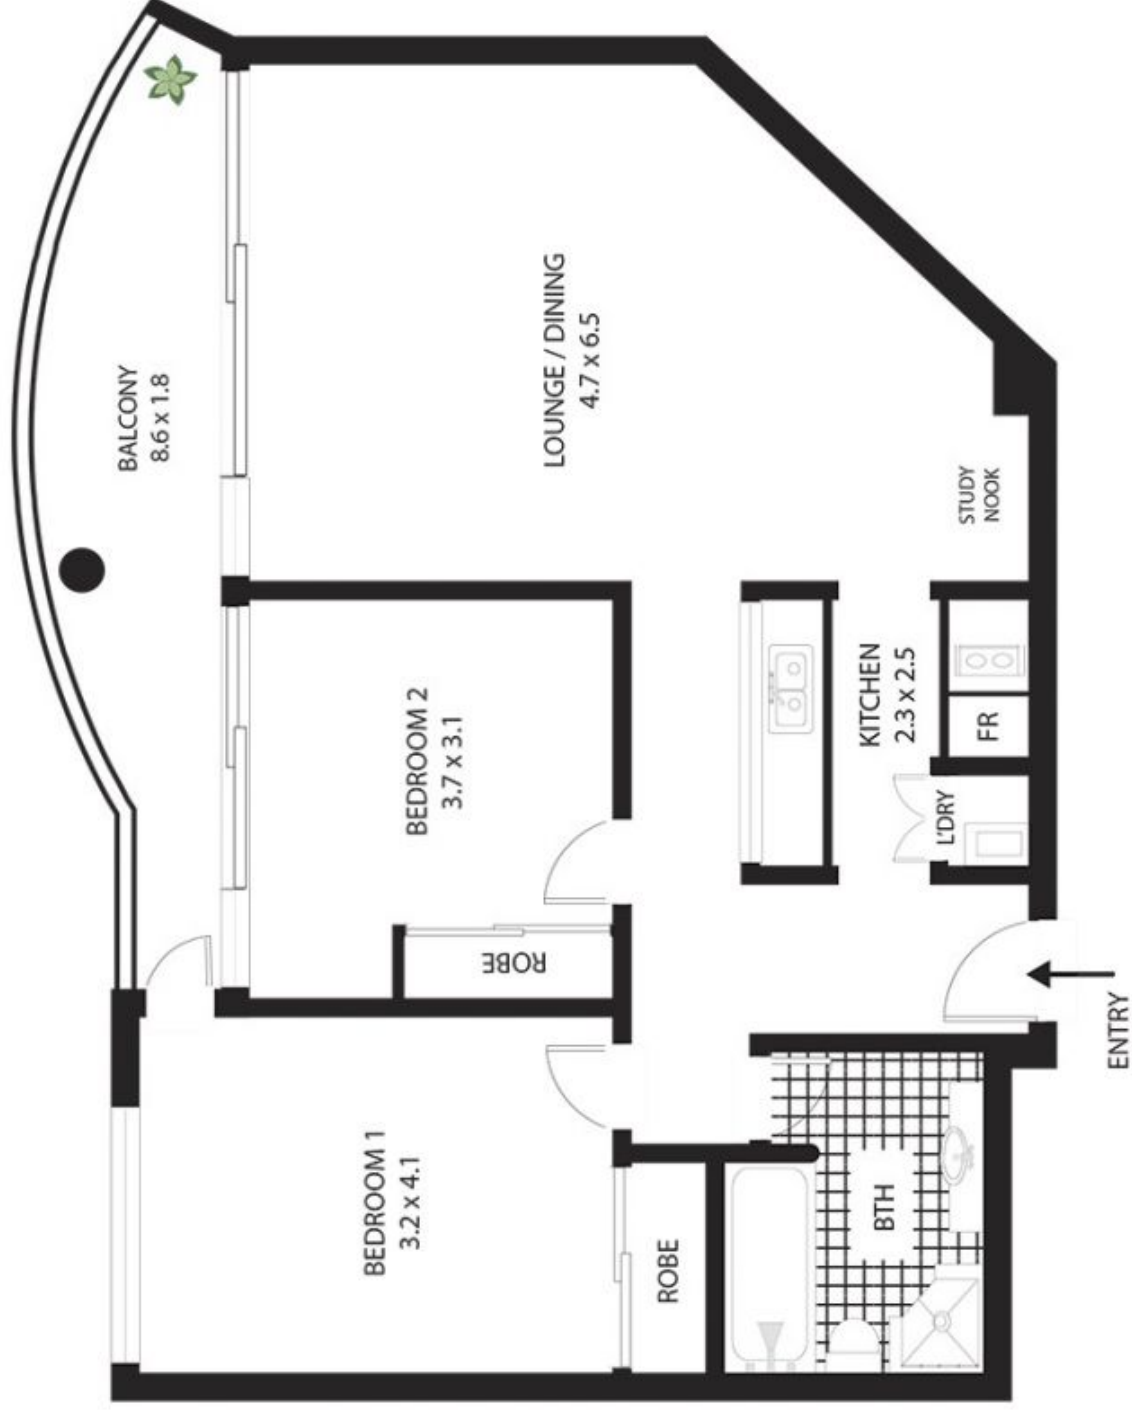 BALCONY
8.6 x 1.8
LOUNGE / DINING
4.7 x 6.5
STUDY
NOOK
BEDROOM 2
3.7 x 3.1
ROBE
KITCHEN
2.3 x 2.5
FR
L'DRY
BEDROOM 1
3.2 x 4.1
ROBE
BTH
ENTRY